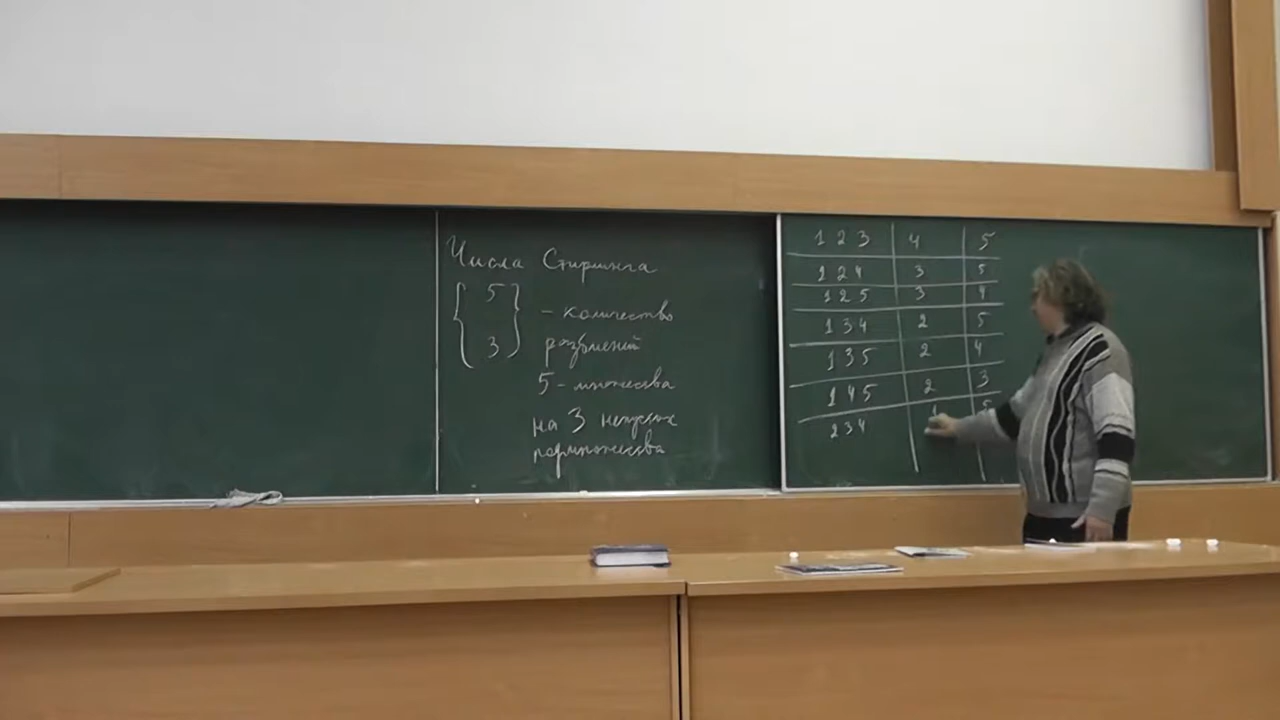 Числа Стирлинга
{ 5
3 } - количество
разбиений
5 - множества
на 3 непустых
подмножества
1 2 3 | 4 | 5
1 2 4 | 3 | 5
1 2 5 | 3 | 4
1 3 4 | 2 | 5
1 3 5 | 2 | 4
1 4 5 | 2 | 3
2 3 4 | 1 | 5